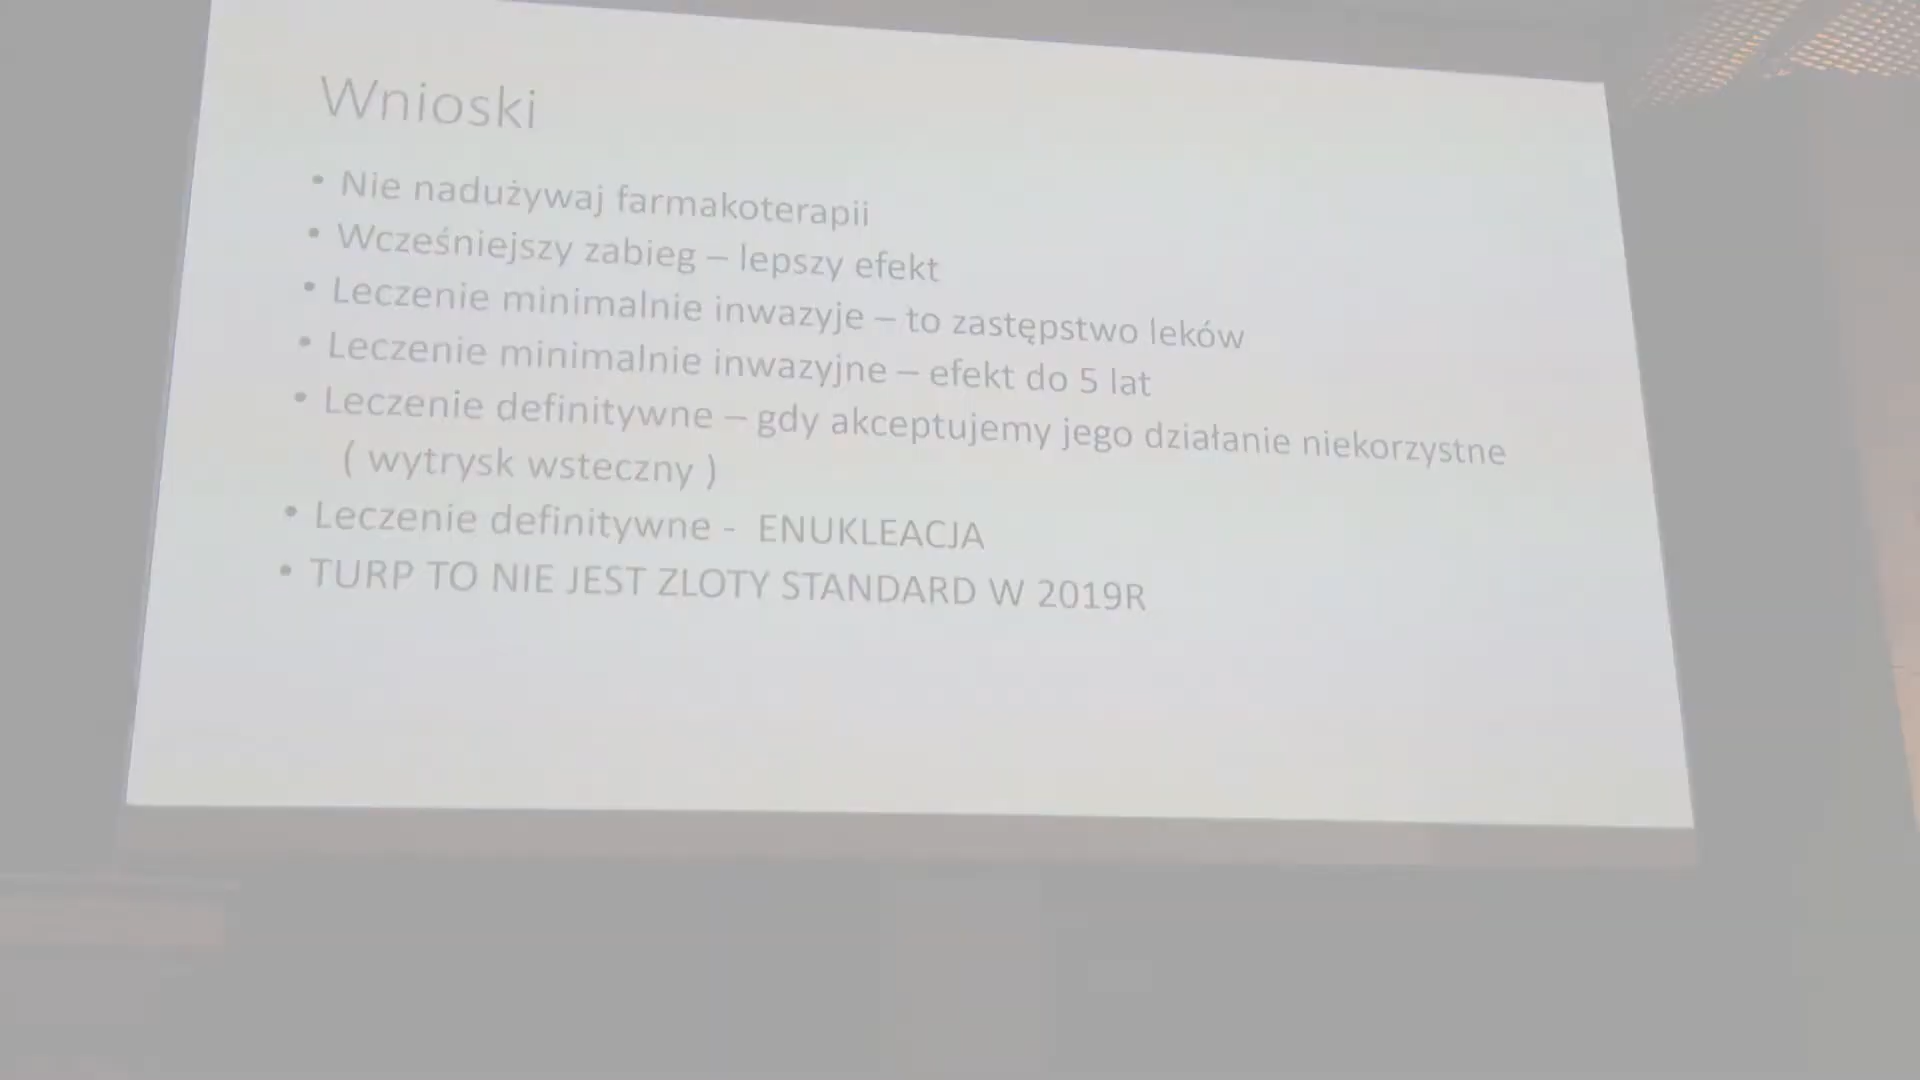 Wnioski
• Nie nadużywaj farmakoterapii
• Wcześniejszy zabieg – lepszy efekt
• Leczenie minimalnie inwazyje – to zastępstwo leków
• Leczenie minimalnie inwazyjne – efekt do 5 lat
• Leczenie definitywne – gdy akceptujemy jego działanie niekorzystne
( wytrysk wsteczny )
• Leczenie definitywne - ENUKLEACJA
• TURP TO NIE JEST ZLOTY STANDARD W 2019R